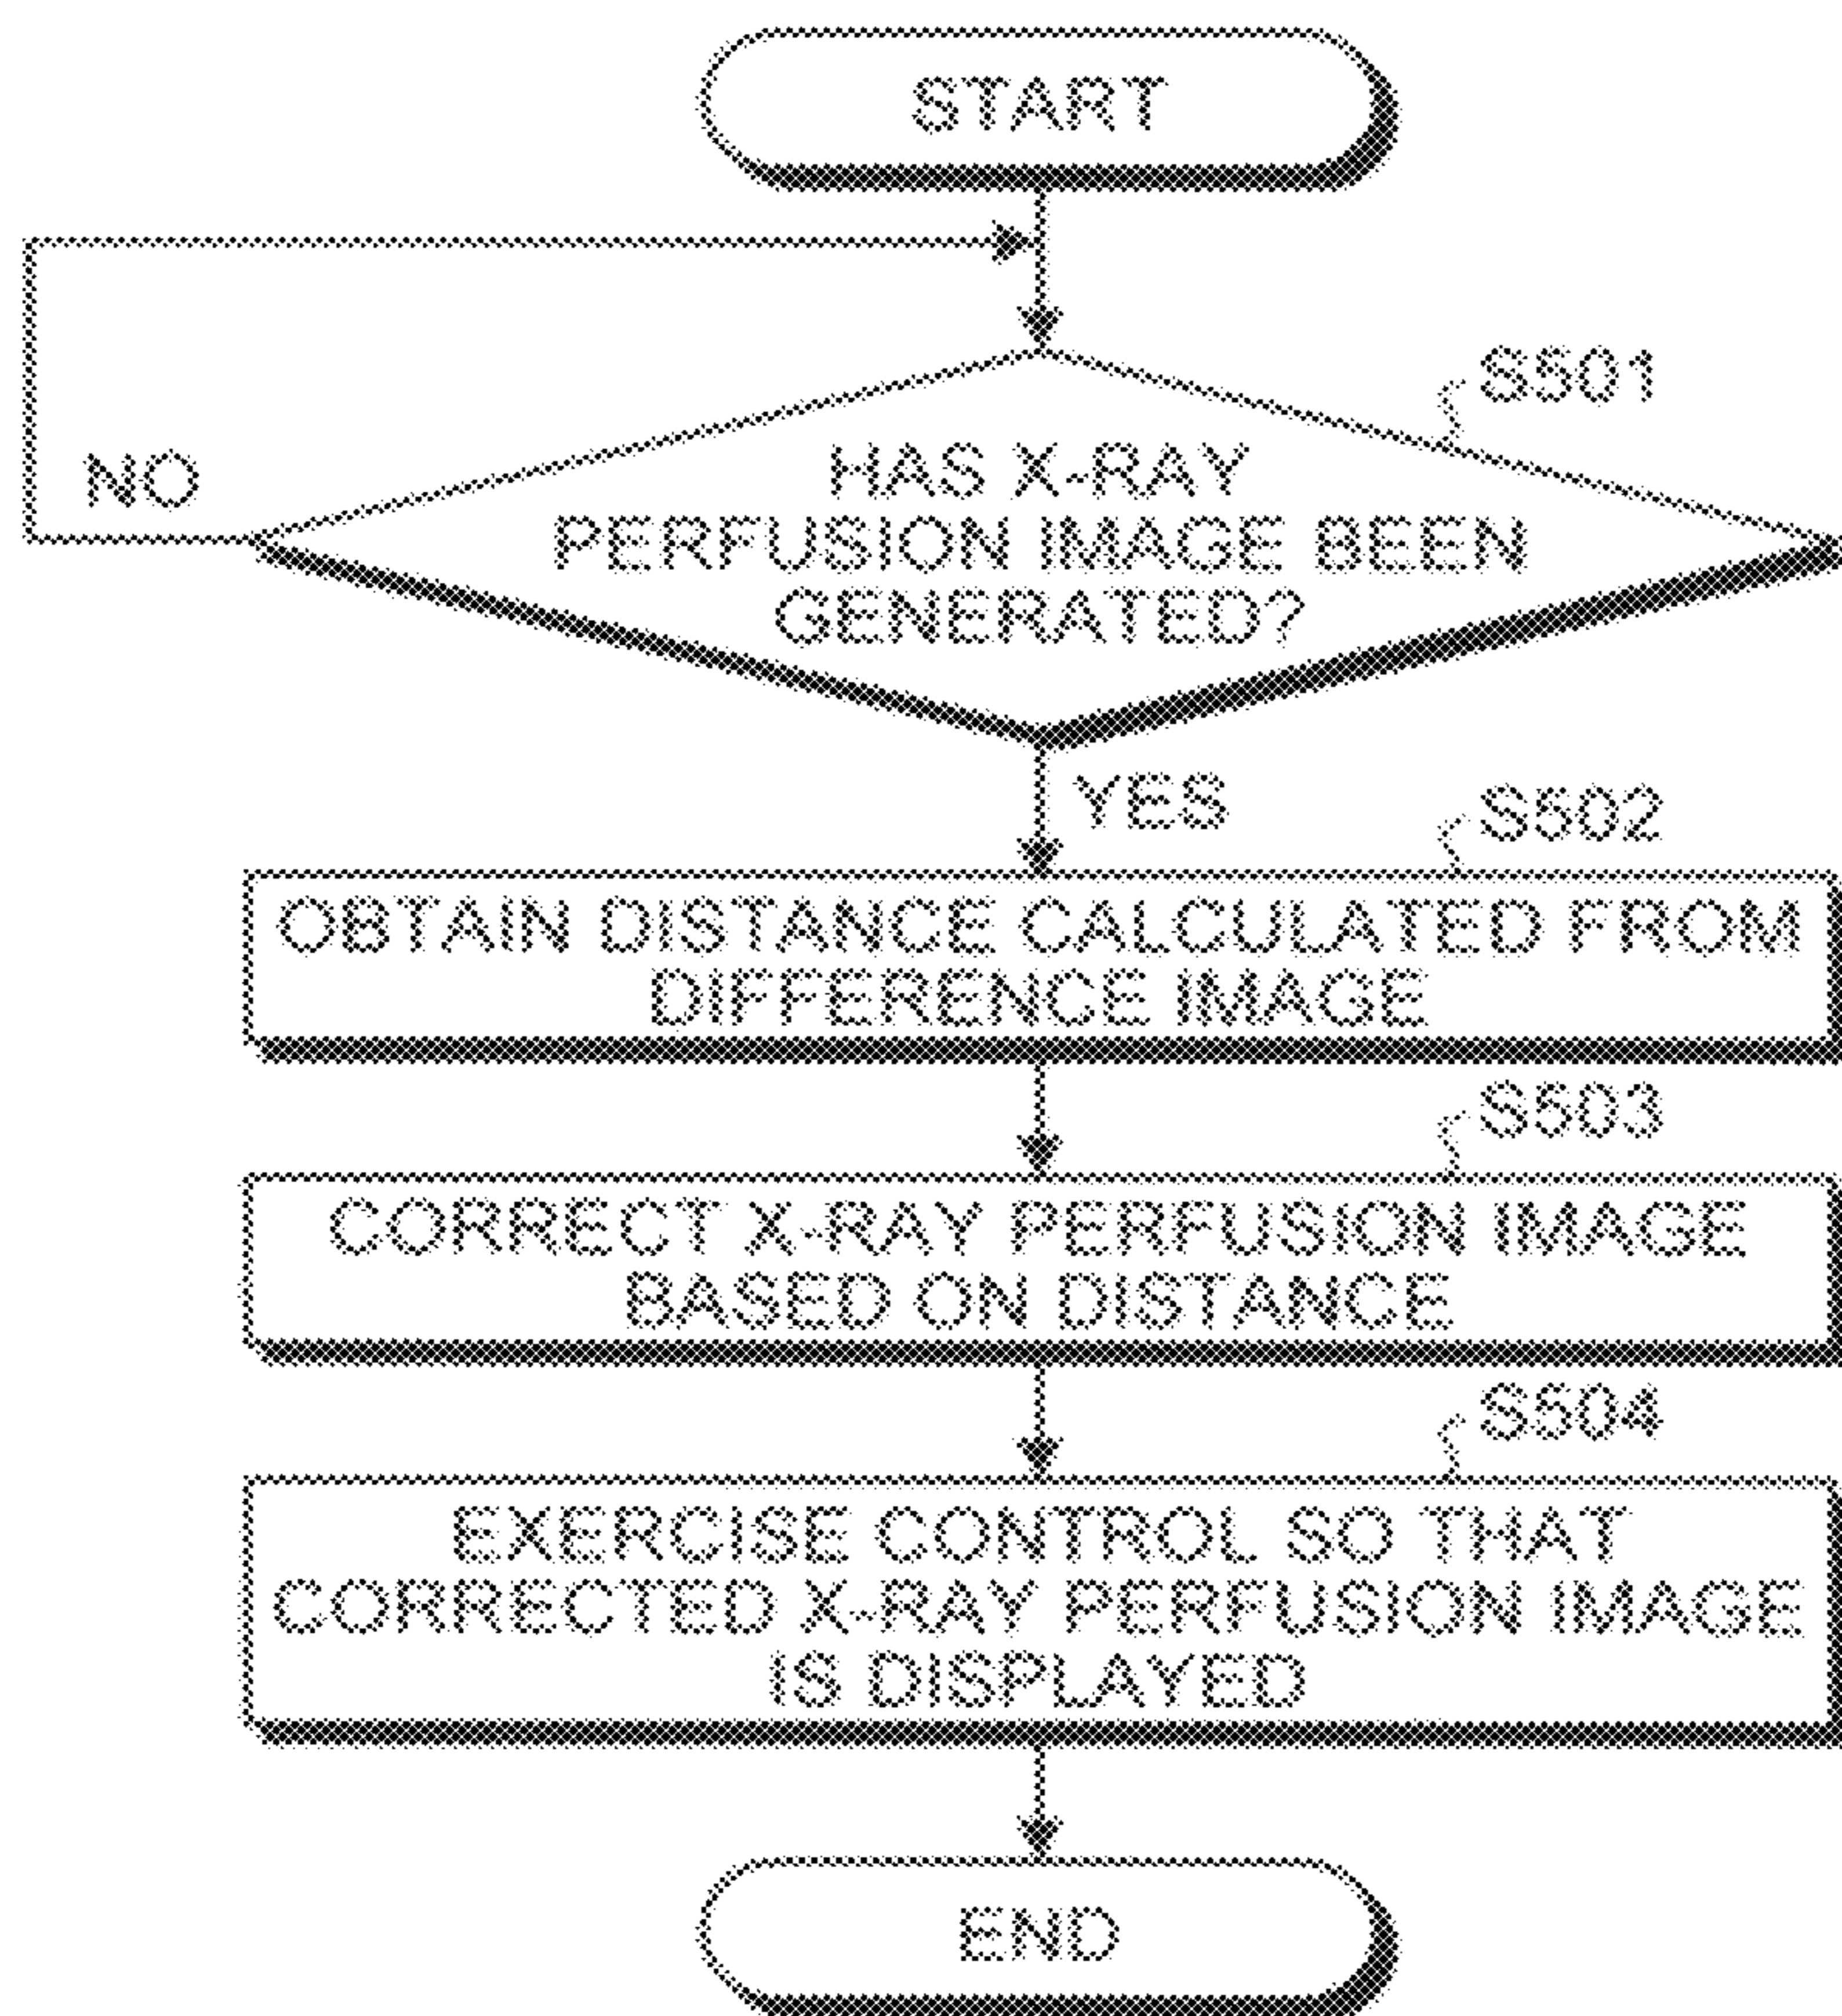 START
S501
NO
HAS X-RAY
PERFUSION IMAGE BEEN
GENERATED?
YES
S502
OBTAIN DISTANCE CALCULATED FROM
DIFFERENCE IMAGE
S503
CORRECT X-RAY PERFUSION IMAGE
BASED ON DISTANCE
S504
EXERCISE CONTROL SO THAT
CORRECTED X-RAY PERFUSION IMAGE
IS DISPLAYED
END